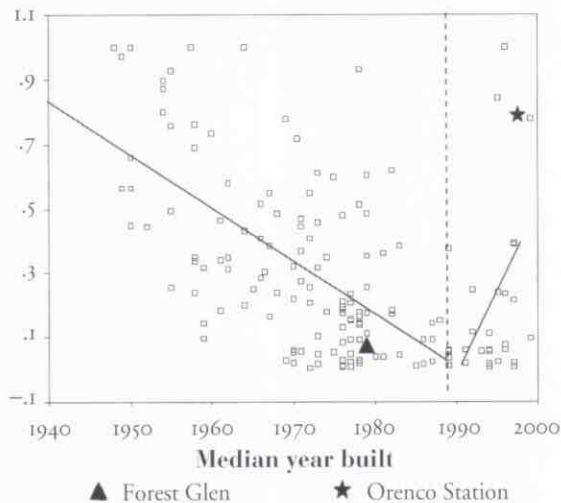 1.1
.9
.7
.5
.3
.1
-.1
1940 1950 1960 1970 1980 1990 2000
Median year built
▲ Forest Glen ★ Orenco Station